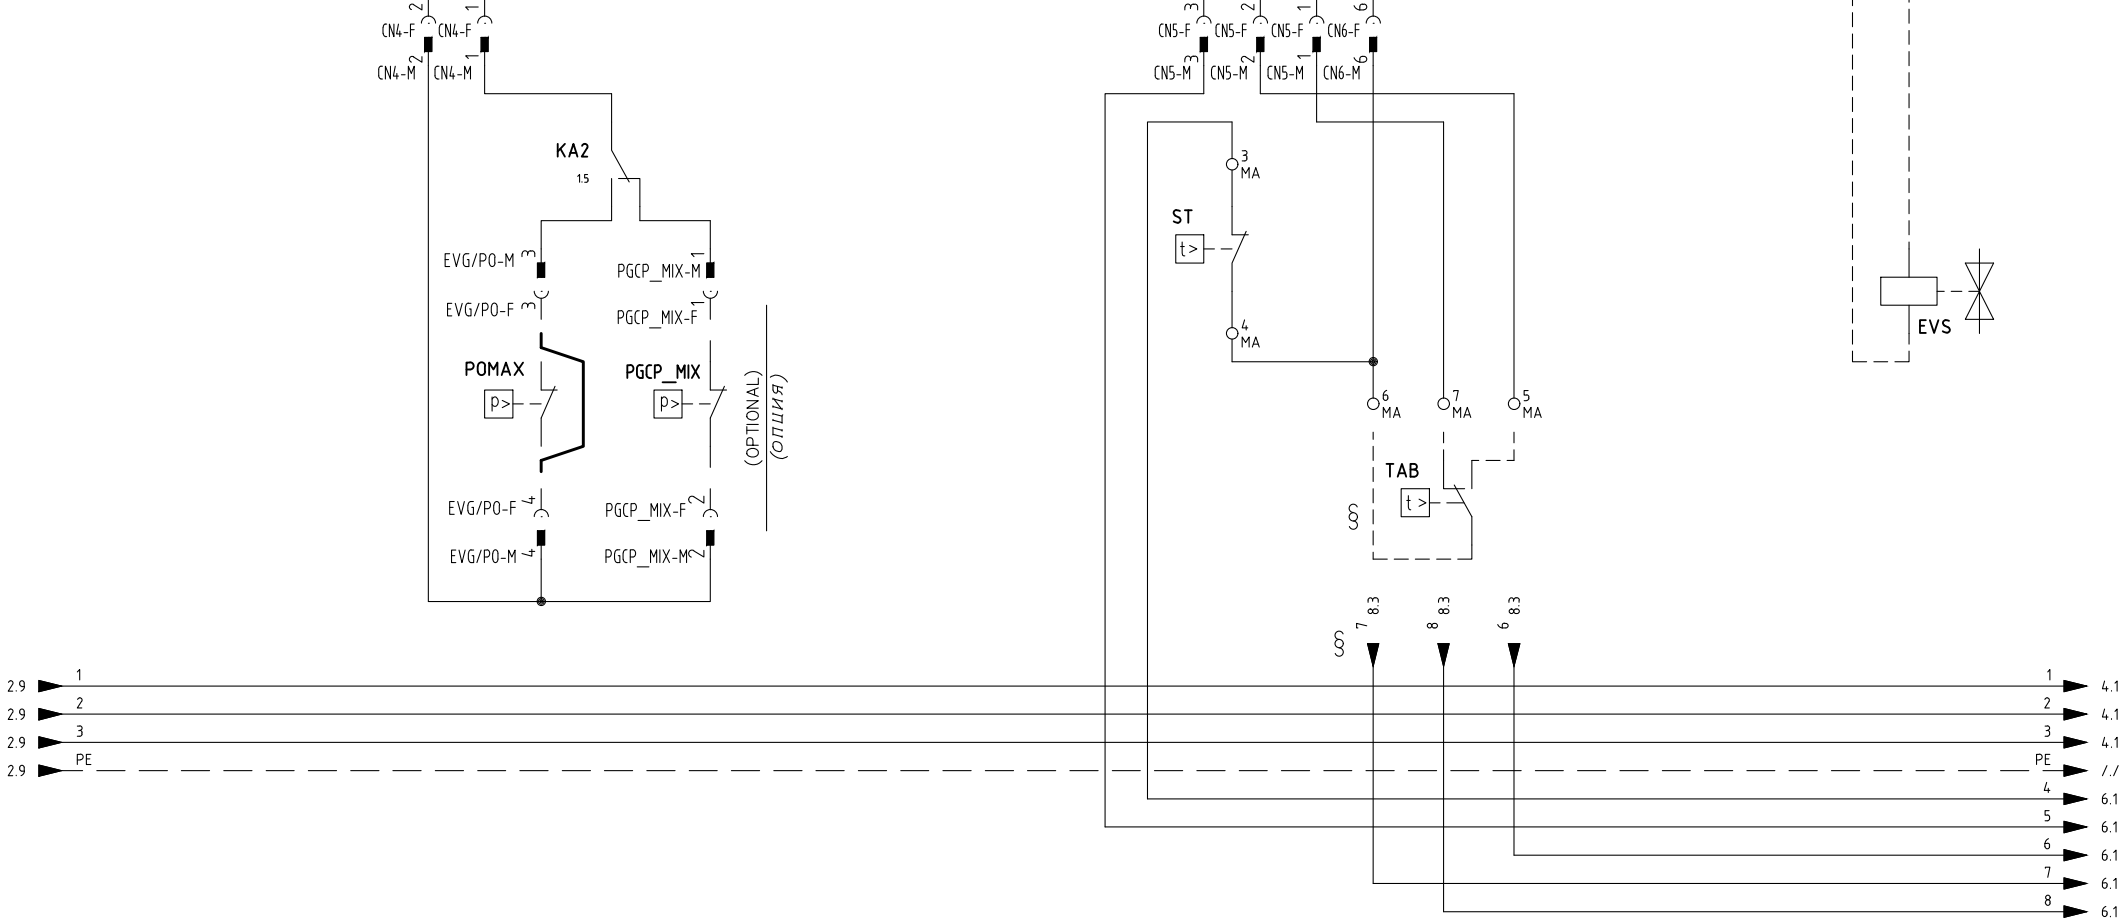 2 1 3 2 1 6
CN4-F CN4-F CN5-F CN5-F CN5-F CN6-F
2 1 3 2 1 6
CN4-M CN4-M CN5-M CN5-M CN5-M CN6-M
KA2
1.5
3
MA
ST
t>
4
MA
EVG/PO-M 3
PGCP_MIX-M 1
EVG/PO-F 3
PGCP_MIX-F 1
EVS
POMAX
p>
PGCP_MIX
p>
(OPTIONAL)
(ОПЦИЯ)
6
MA
7
MA
5
MA
TAB
t>
§
EVG/PO-F 4
PGCP_MIX-F 2
EVG/PO-M 4
PGCP_MIX-M 2
§
7 8.3
8 8.3
6 8.3
2.9 1 1 4.1
2.9 2 2 4.1
2.9 3 3 4.1
2.9 PE PE /./
4 6.1
5 6.1
6 6.1
7 6.1
8 6.1